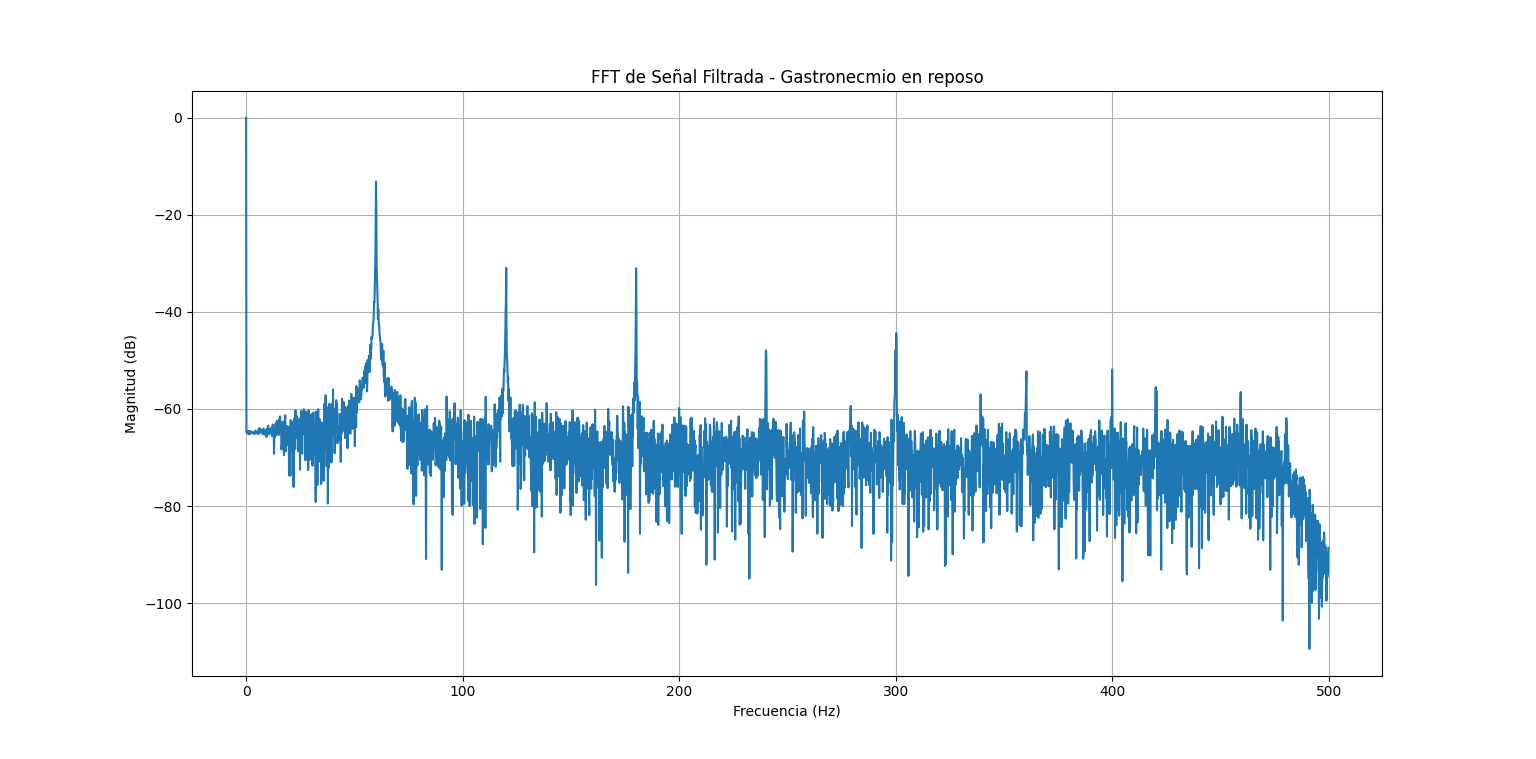 FFT de Señal Filtrada - Gastronecmio en reposo
0
−20
−40
−60
−80
−100
Magnitud (dB)
0 100 200 300 400 500
Frecuencia (Hz)